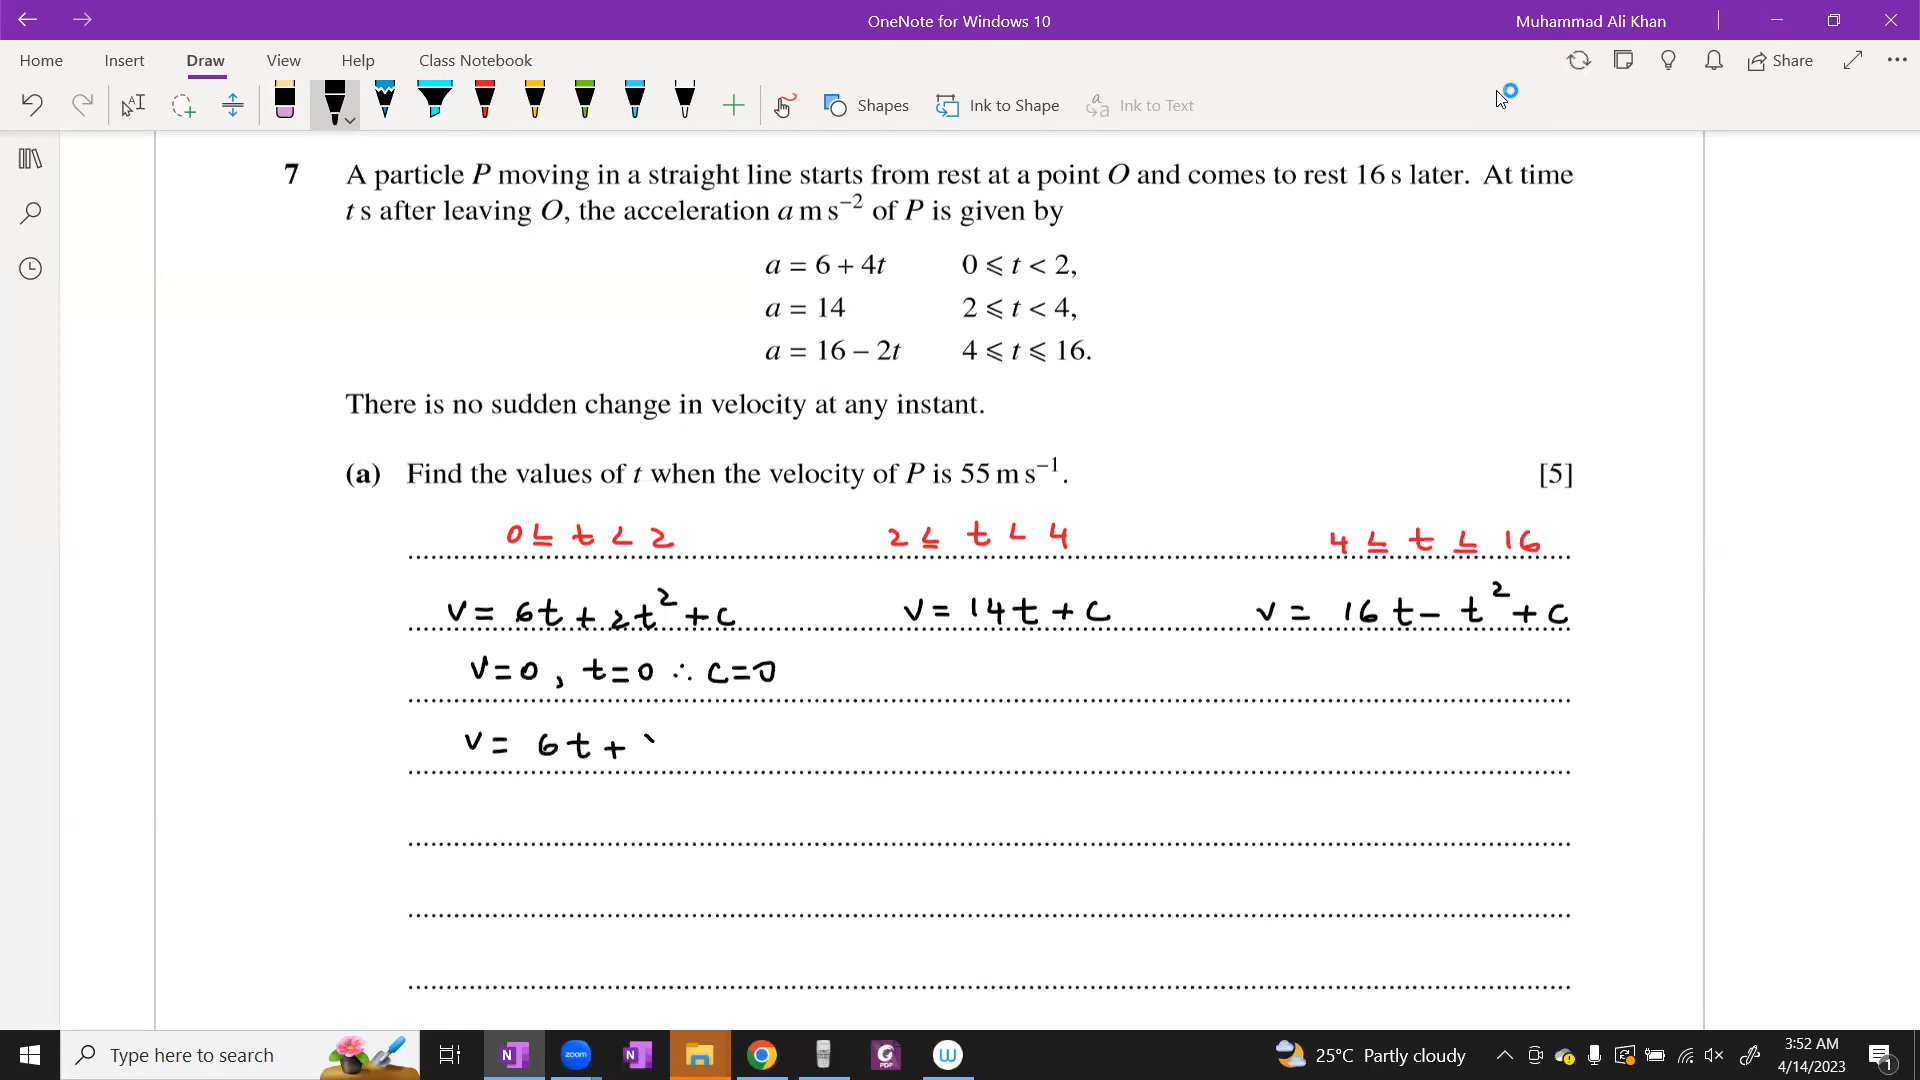 OneNote for Windows 10
Muhammad Ali Khan
Home Insert Draw View Help Class Notebook
Share
Shapes Ink to Shape Ink to Text
7 A particle P moving in a straight line starts from rest at a point O and comes to rest 16 s later. At time
t s after leaving O, the acceleration a m s⁻² of P is given by
a = 6 + 4t 0 ⩽ t < 2,
a = 14 2 ⩽ t < 4,
a = 16 – 2t 4 ⩽ t ⩽ 16.
There is no sudden change in velocity at any instant.
(a) Find the values of t when the velocity of P is 55 m s⁻¹. [5]
0 ≤ t < 2 2 ≤ t < 4 4 ≤ t ≤ 16
v = 6t + 2t² + c v = 14t + c v = 16t – t² + c
v=0, t=0 ∴ c=0
v = 6t +
Type here to search
zoom
PDF
25°C Partly cloudy
3:52 AM
4/14/2023
1